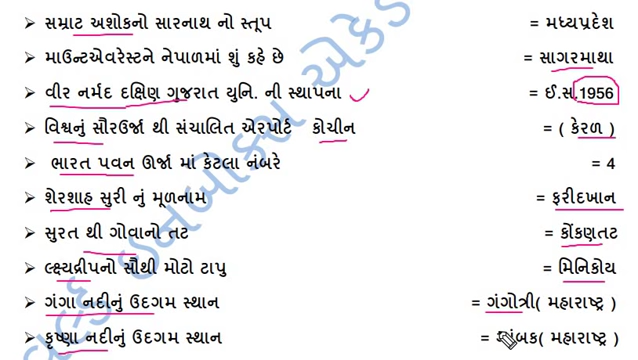 ➢ સમ્રાટ અશોકનો સારનાથ નો સ્તૂપ = મધ્યપ્રદેશ
➢ માઉન્ટએવરેસ્ટને નેપાળમાં શું કહે છે = સાગરમાથા
➢ વીર નર્મદ દક્ષિણ ગુજરાત યુનિ. ની સ્થાપના = ઈ.સ.1956
➢ વિશ્વનું સૌરઉર્જા થી સંચાલિત એરપોર્ટ કોચીન = ( કેરળ )
➢ ભારત પવન ઊર્જા માં કેટલા નંબરે = 4
➢ શેરશાહ સુરી નું મૂળનામ = ફરીદખાન
➢ સુરત થી ગોવાનો તટ = કોંકણતટ
➢ લ્ક્ષ્યદ્રીપનો સૌથી મોટો ટાપુ = મિનિકોય
➢ ગંગા નદીનું ઉદગમ સ્થાન = ગંગોત્રી( મહારાષ્ટ્ર )
➢ કૃષ્ણા નદીનું ઉદગમ સ્થાન = ( મહારાષ્ટ્ર )